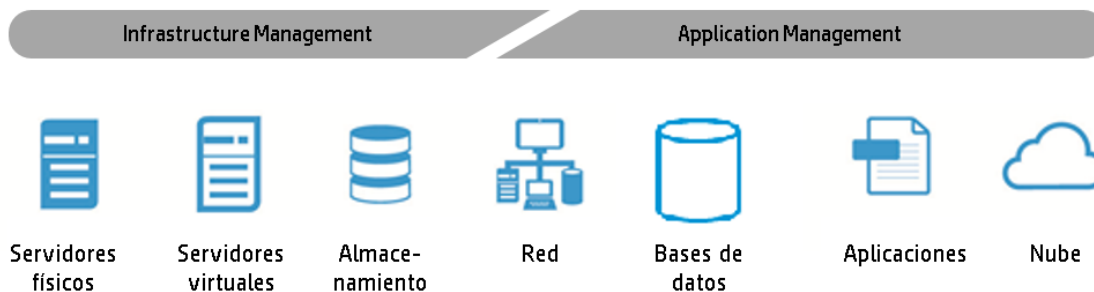 Infrastructure Management
Application Management
Servidores
físicos
Servidores
virtuales
Almace-
namiento
Red
Bases de
datos
Aplicaciones
Nube